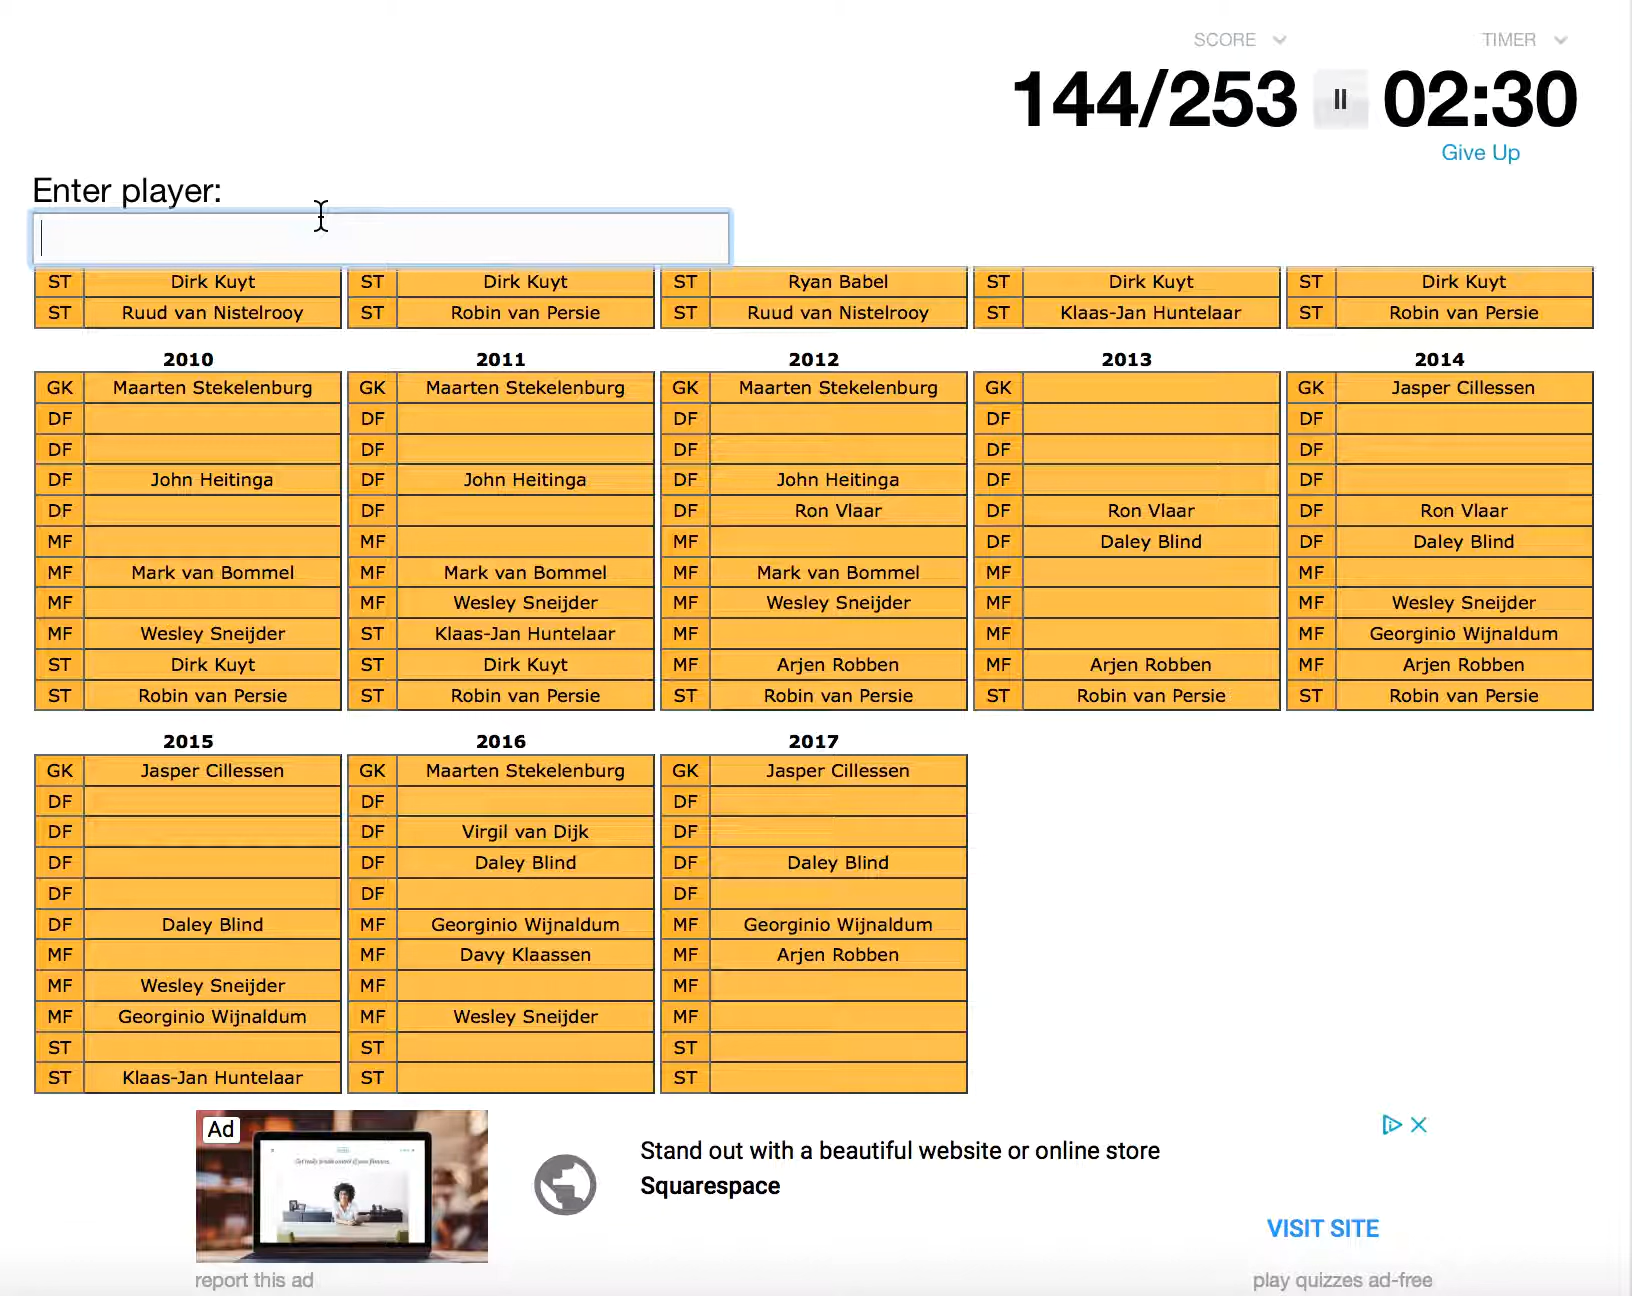 SCORE TIMER
144/253 02:30
Give Up
Enter player:
ST Dirk Kuyt ST Dirk Kuyt ST Ryan Babel ST Dirk Kuyt ST Dirk Kuyt
ST Ruud van Nistelrooy ST Robin van Persie ST Ruud van Nistelrooy ST Klaas-Jan Huntelaar ST Robin van Persie
2010 2011 2012 2013 2014
GK Maarten Stekelenburg GK Maarten Stekelenburg GK Maarten Stekelenburg GK GK Jasper Cillessen
DF DF DF DF DF
DF DF DF DF DF
DF John Heitinga DF John Heitinga DF John Heitinga DF DF
DF DF DF Ron Vlaar DF Ron Vlaar DF Ron Vlaar
MF MF MF DF Daley Blind DF Daley Blind
MF Mark van Bommel MF Mark van Bommel MF Mark van Bommel MF MF
MF MF Wesley Sneijder MF Wesley Sneijder MF MF Wesley Sneijder
MF Wesley Sneijder ST Klaas-Jan Huntelaar MF MF MF Georginio Wijnaldum
ST Dirk Kuyt ST Dirk Kuyt MF Arjen Robben MF Arjen Robben MF Arjen Robben
ST Robin van Persie ST Robin van Persie ST Robin van Persie ST Robin van Persie ST Robin van Persie
2015 2016 2017
GK Jasper Cillessen GK Maarten Stekelenburg GK Jasper Cillessen
DF DF DF
DF DF Virgil van Dijk DF
DF DF Daley Blind DF Daley Blind
DF DF DF
DF Daley Blind MF Georginio Wijnaldum MF Georginio Wijnaldum
MF MF Davy Klaassen MF Arjen Robben
MF Wesley Sneijder MF MF
MF Georginio Wijnaldum MF Wesley Sneijder MF
ST ST ST
ST Klaas-Jan Huntelaar ST ST
Ad
Stand out with a beautiful website or online store
Squarespace
VISIT SITE
report this ad play quizzes ad-free